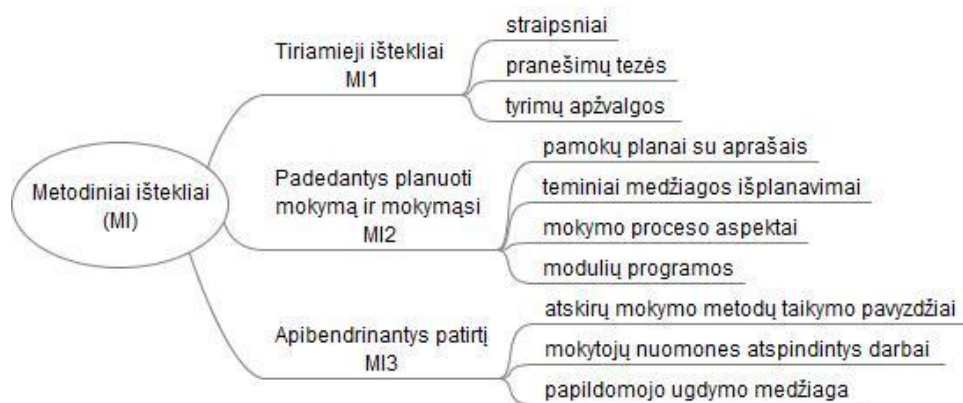 Metodiniai ištekliai
(MI)
Tiriamieji ištekliai
MI1
straipsniai
pranešimų tezės
tyrimų apžvalgos
Padedantys planuoti
mokymą ir mokymąsi
MI2
pamokų planai su aprašais
teminiai medžiagos išplanavimai
mokymo proceso aspektai
modulių programos
Apibendrinantys patirtį
MI3
atskirų mokymo metodų taikymo pavyzdžiai
mokytojų nuomones atspindintys darbai
papildomojo ugdymo medžiaga